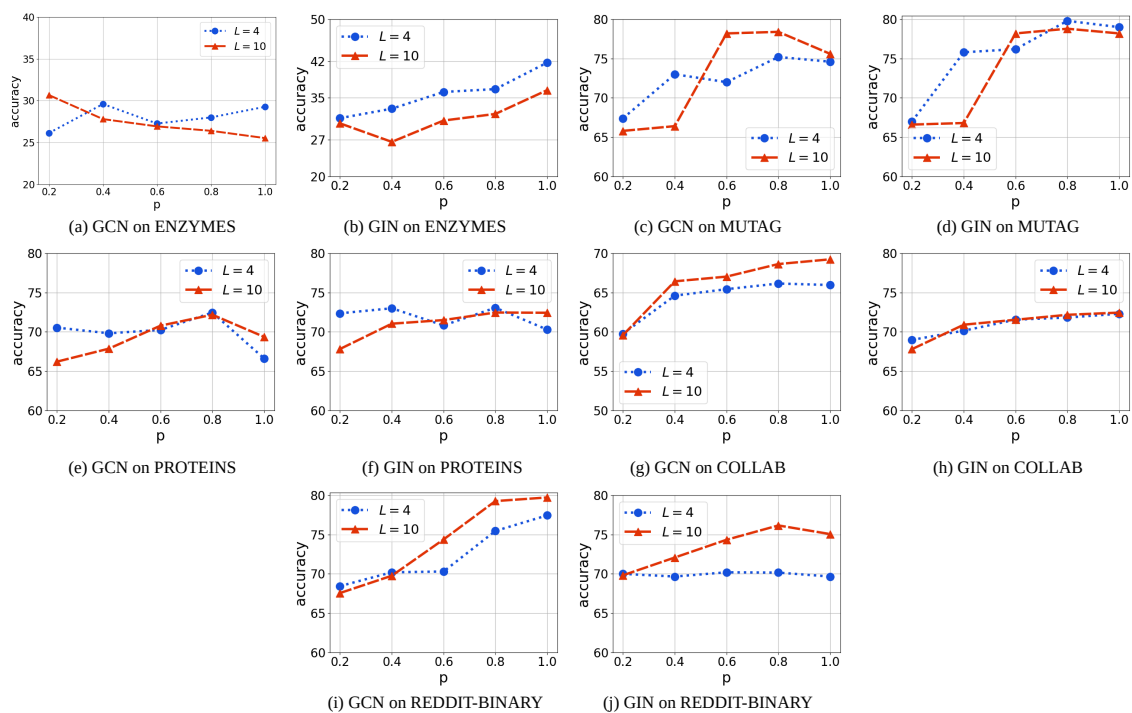 40
35
30
25
20
accuracy
L = 4
L = 10
0.2 0.4 0.6 0.8 1.0
p
(a) GCN on ENZYMES
50
42
35
27
20
accuracy
L = 4
L = 10
0.2 0.4 0.6 0.8 1.0
p
(b) GIN on ENZYMES
80
75
70
65
60
accuracy
L = 4
L = 10
0.2 0.4 0.6 0.8 1.0
p
(c) GCN on MUTAG
80
75
70
65
60
accuracy
L = 4
L = 10
0.2 0.4 0.6 0.8 1.0
p
(d) GIN on MUTAG
80
75
70
65
60
accuracy
L = 4
L = 10
0.2 0.4 0.6 0.8 1.0
p
(e) GCN on PROTEINS
80
75
70
65
60
accuracy
L = 4
L = 10
0.2 0.4 0.6 0.8 1.0
p
(f) GIN on PROTEINS
70
65
60
55
50
accuracy
L = 4
L = 10
0.2 0.4 0.6 0.8 1.0
p
(g) GCN on COLLAB
80
75
70
65
60
accuracy
L = 4
L = 10
0.2 0.4 0.6 0.8 1.0
p
(h) GIN on COLLAB
80
75
70
65
60
accuracy
L = 4
L = 10
0.2 0.4 0.6 0.8 1.0
p
(i) GCN on REDDIT-BINARY
80
75
70
65
60
accuracy
L = 4
L = 10
0.2 0.4 0.6 0.8 1.0
p
(j) GIN on REDDIT-BINARY